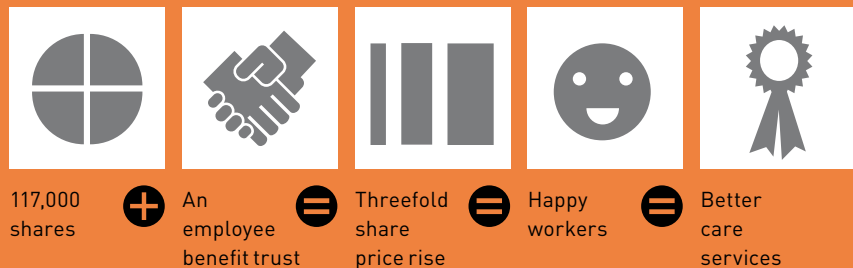 117,000
shares
+
An
employee
benefit trust
=
Threefold
share
price rise
=
Happy
workers
=
Better
care
services